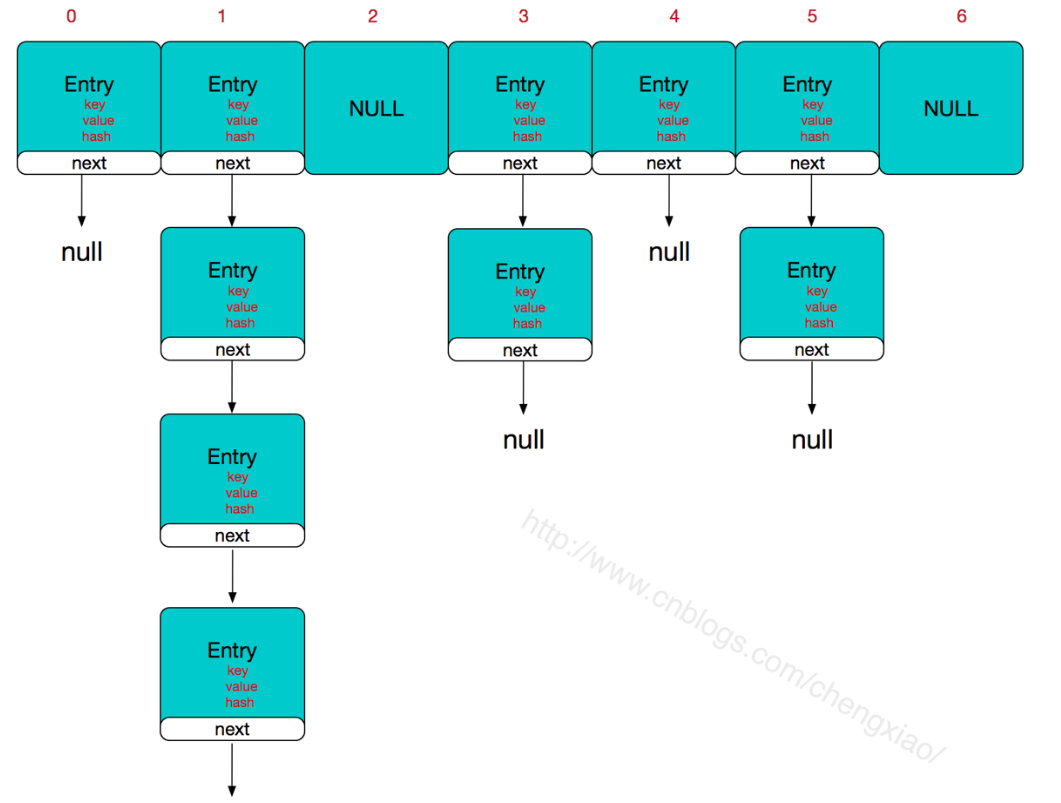 0 1 2 3 4 5 6
Entry Entry NULL Entry Entry Entry NULL
key key key key key
value value value value value
hash hash hash hash hash
next next next next next
null null
Entry Entry Entry
key key key
value value value
hash hash hash
next next next
null null
Entry
key
value
hash
next
http://www.cnblogs.com/chengxiao/
Entry
key
value
hash
next